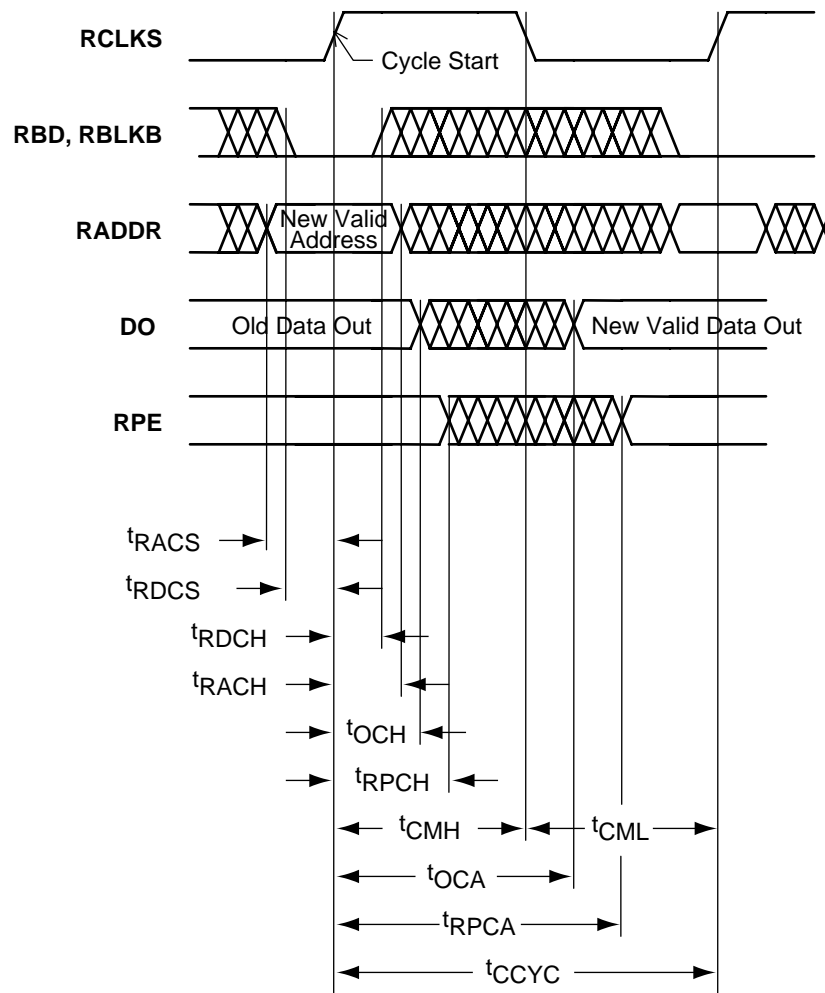 RCLKS
Cycle Start
RBD, RBLKB
RADDR
New Valid
Address
DO
Old Data Out
New Valid Data Out
RPE
tRACS
tRDCS
tRDCH
tRACH
tOCH
tRPCH
tCMH
tCML
tOCA
tRPCA
tCCYC